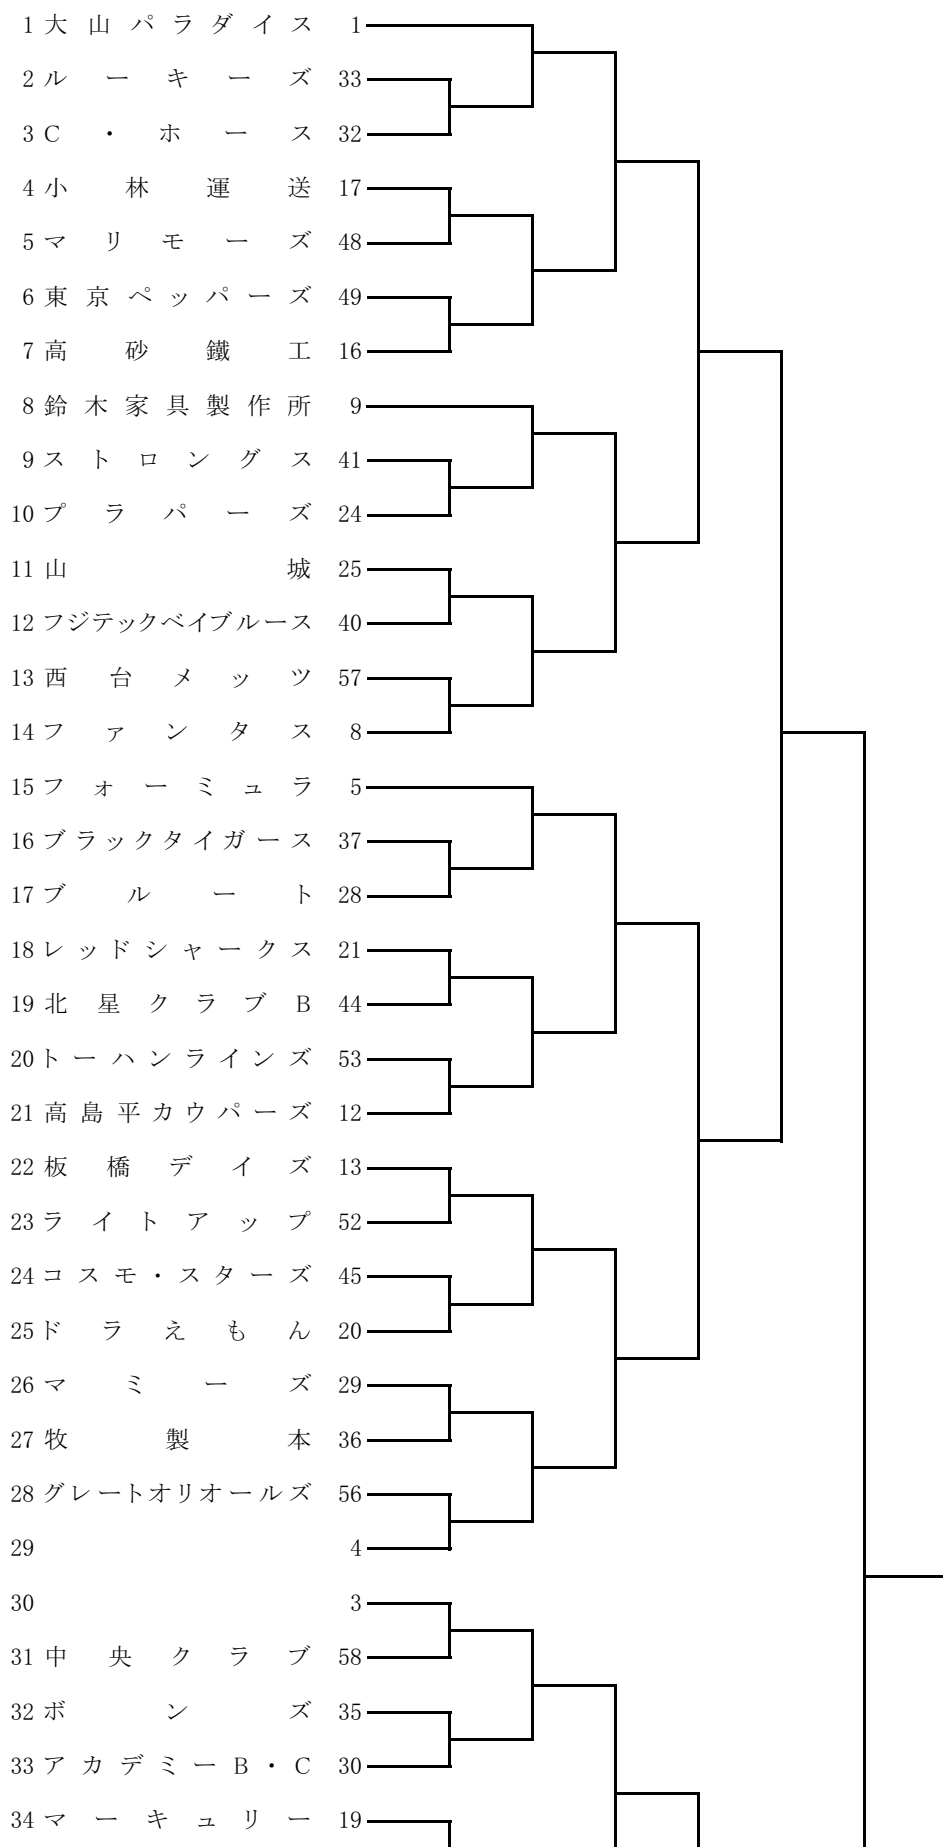 1 大山パラダイス 1
2 ルーキーズ 33
3 C・ホース 32
4 小林運送 17
5 マリモーズ 48
6 東京ペッパーズ 49
7 高砂鐵工 16
8 鈴木家具製作所 9
9 ストロングス 41
10 プラパーズ 24
11 山城 25
12 フジテックベイブルース 40
13 西台メッツ 57
14 ファンタス 8
15 フォーミュラ 5
16 ブラックタイガース 37
17 ブルート 28
18 レッドシャークス 21
19 北星クラブB 44
20 トーハンラインズ 53
21 高島平カウパーズ 12
22 板橋デイズ 13
23 ライトアップ 52
24 コスモ・スターズ 45
25 ドラえもん 20
26 マミーズ 29
27 牧製本 36
28 グレートオリオールズ 56
29 4
30 3
31 中央クラブ 58
32 ボンズ 35
33 アカデミーB・C 30
34 マーキュリー 19